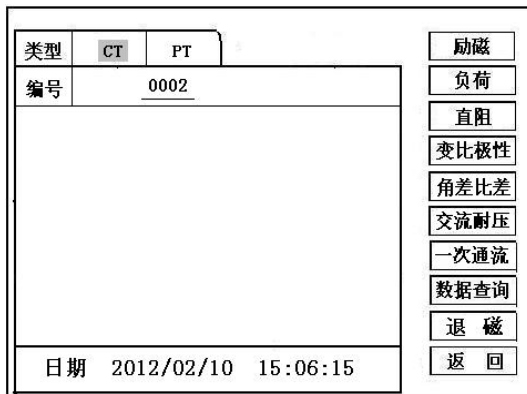 类型 CT PT
编号 0002
日期 2012/02/10 15:06:15
励磁
负荷
直阻
变比极性
角差比差
交流耐压
一次通流
数据查询
退 磁
返 回